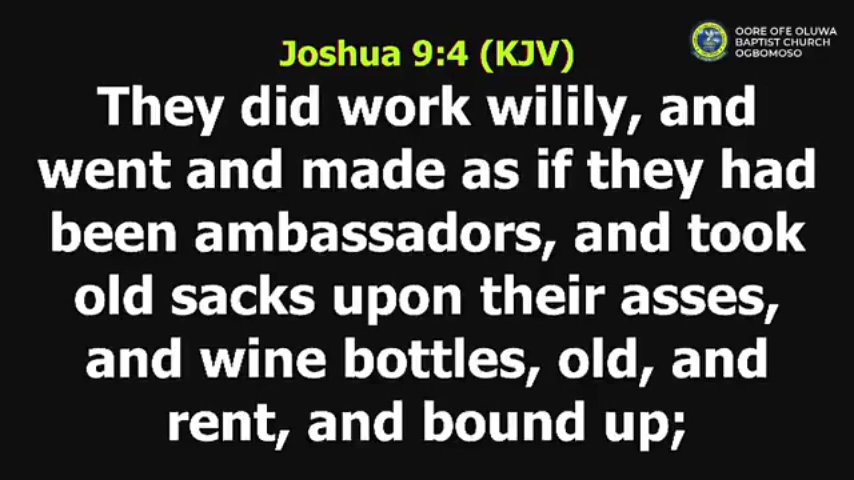 OORE OFE OLUWA
BAPTIST CHURCH
OGBOMOSO
Joshua 9:4 (KJV)
They did work wilily, and
went and made as if they had
been ambassadors, and took
old sacks upon their asses,
and wine bottles, old, and
rent, and bound up;